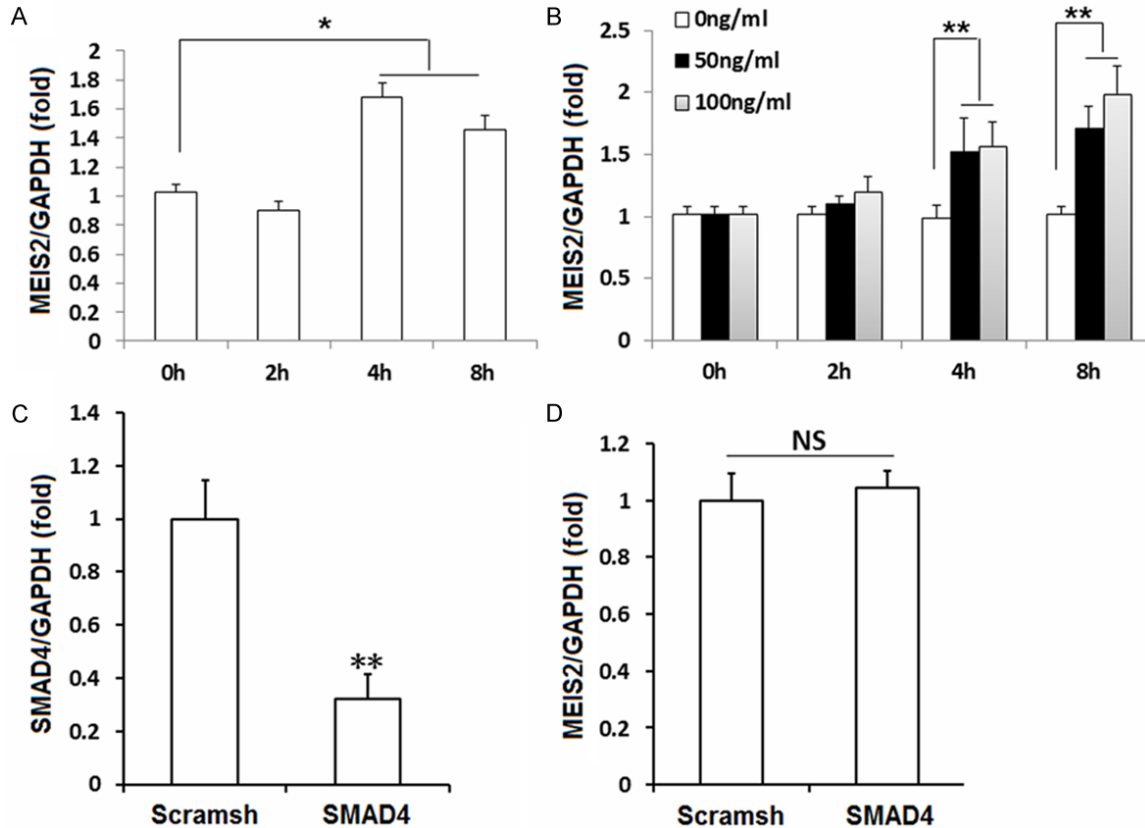 A
*
MEIS2/GAPDH (fold)
2
1.8
1.6
1.4
1.2
1
0.8
0.6
0.4
0.2
0
0h 2h 4h 8h
B
0ng/ml
50ng/ml
100ng/ml
**
**
MEIS2/GAPDH (fold)
2.5
2
1.5
1
0.5
0
0h 2h 4h 8h
C
SMAD4/GAPDH (fold)
1.4
1.2
1
0.8
0.6
0.4
0.2
0
**
Scramsh SMAD4
D
NS
MEIS2/GAPDH (fold)
1.2
1
0.8
0.6
0.4
0.2
0
Scramsh SMAD4